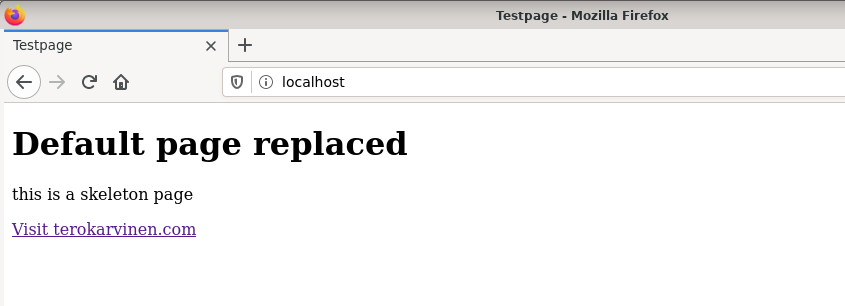 Testpage - Mozilla Firefox
Testpage
localhost
Default page replaced
this is a skeleton page
Visit terokarvinen.com